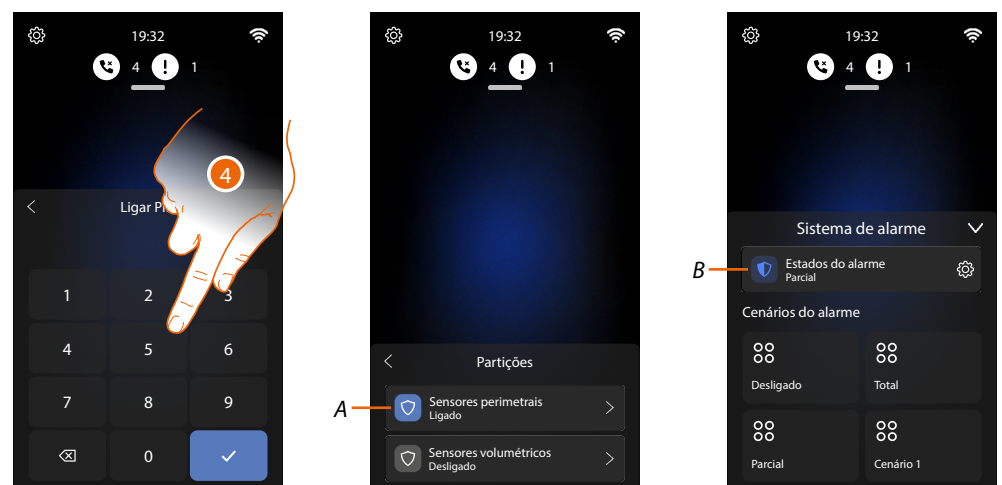 19:32
4 ! 1
4
Ligar
1 2 3
4 5 6
7 8 9
0
19:32
4 ! 1
Partições
A
Sensores perimetrais
Ligado
Sensores volumétricos
Desligado
19:32
4 ! 1
Sistema de alarme
B
Estados do alarme
Parcial
Cenários do alarme
Desligado Total
Parcial Cenário 1